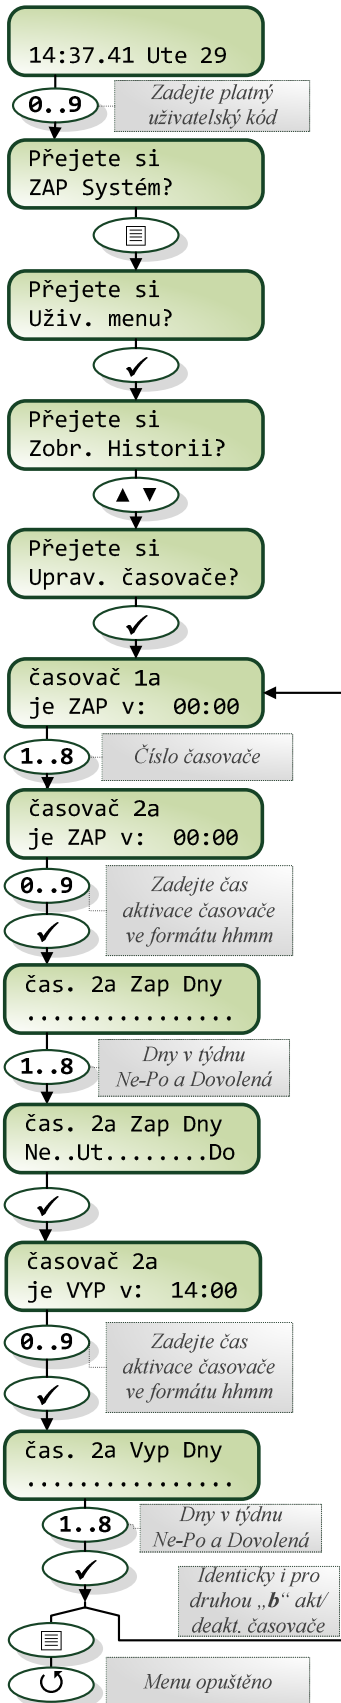 14:37.41 Ute 29
0..9
Zadejte platný
uživatelský kód
Přejete si
ZAP Systém?
Přejete si
Uživ. menu?
Přejete si
Zobr. Historii?
Přejete si
Uprav. časovače?
časovač 1a
je ZAP v:  00:00
1..8
Číslo časovače
časovač 2a
je ZAP v:  00:00
0..9
Zadejte čas
aktivace časovače
ve formátu hhmm
čas. 2a Zap Dny
................
1..8
Dny v týdnu
Ne-Po a Dovolená
čas. 2a Zap Dny
Ne..Ut........Do
časovač 2a
je VYP v:  14:00
0..9
Zadejte čas
aktivace časovače
ve formátu hhmm
čas. 2a Vyp Dny
................
1..8
Dny v týdnu
Ne-Po a Dovolená
Identicky i pro
druhou „b“ akt/
deakt. časovače
Menu opuštěno